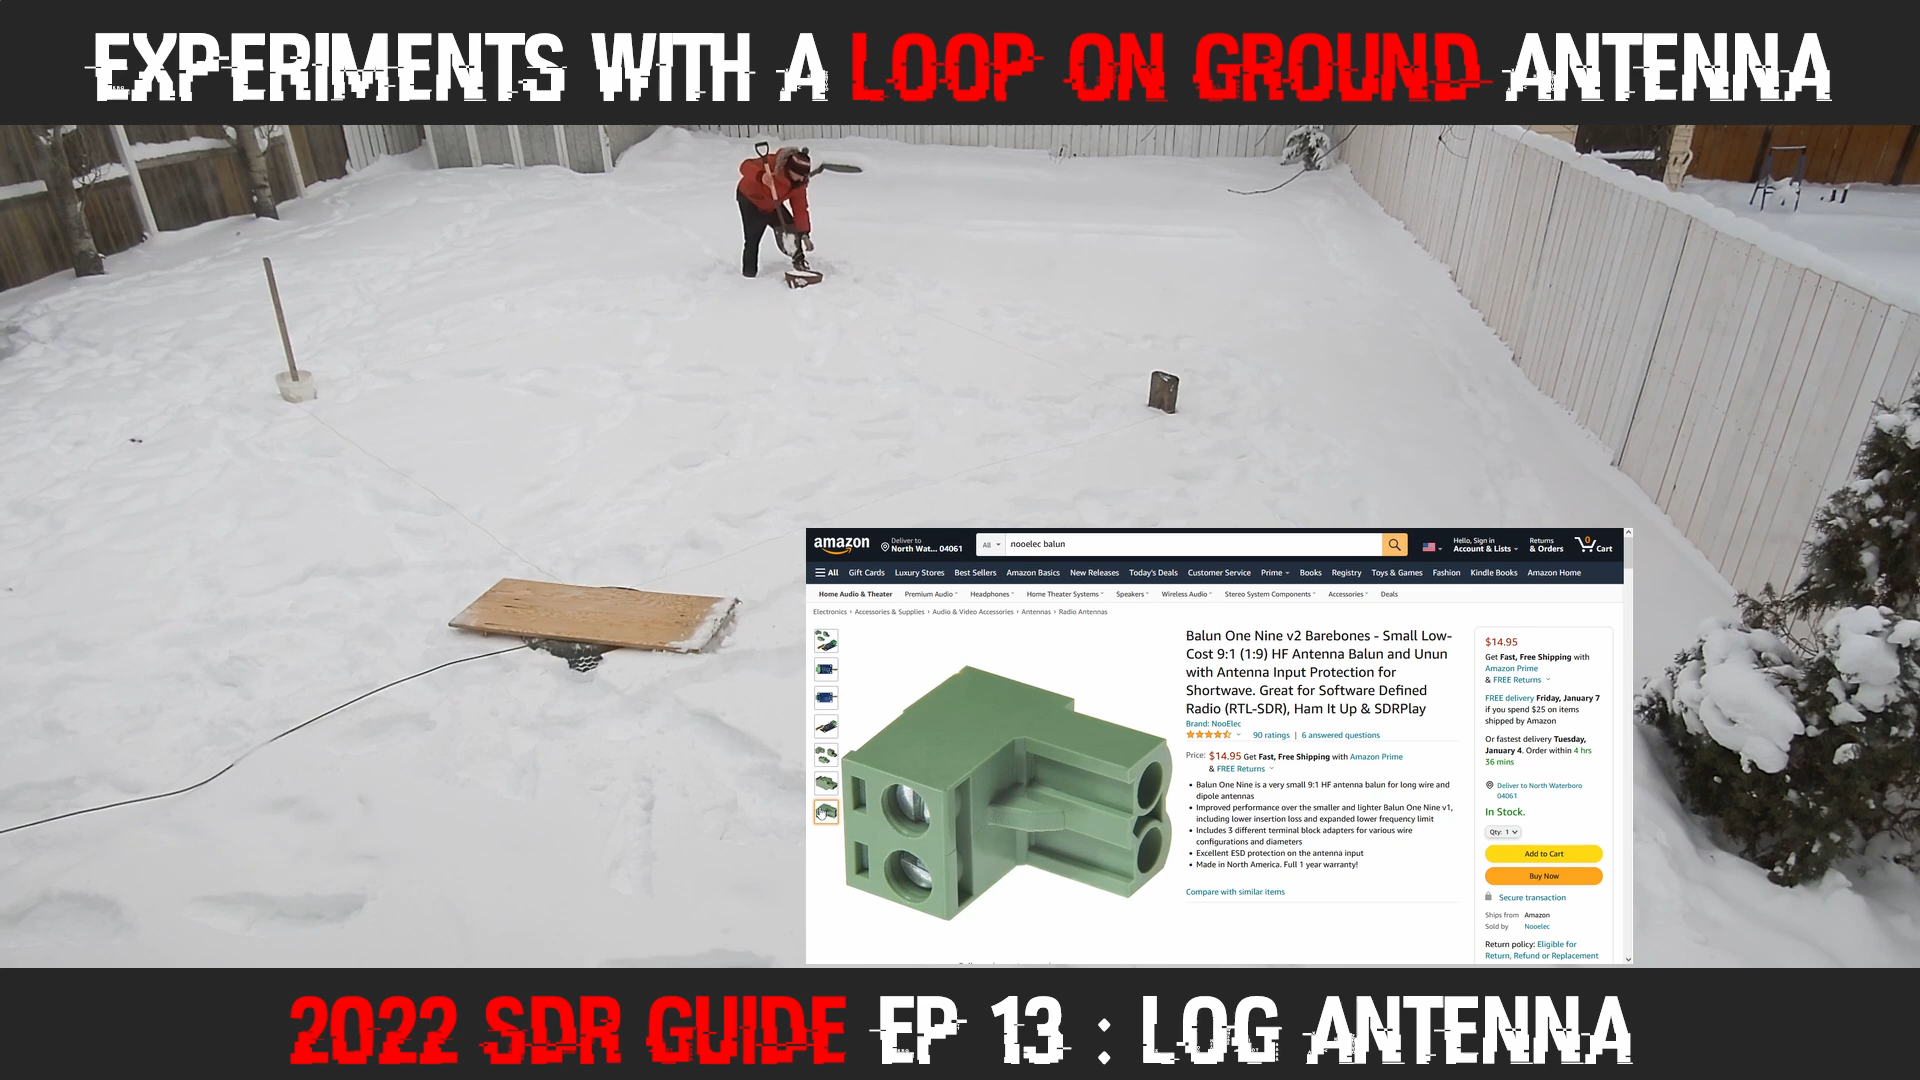 EXPERIMENTS WITH A LOOP ON GROUND ANTENNA
amazon
Deliver to
North Wat... 04061
All
nooelec balun
Hello, Sign in
Account & Lists
Returns
& Orders
0
Cart
All
Gift Cards
Luxury Stores
Best Sellers
Amazon Basics
New Releases
Today's Deals
Customer Service
Prime
Books
Registry
Toys & Games
Fashion
Kindle Books
Amazon Home
Home Audio & Theater
Premium Audio
Headphones
Home Theater Systems
Speakers
Wireless Audio
Stereo System Components
Accessories
Deals
Electronics › Accessories & Supplies › Audio & Video Accessories › Antennas › Radio Antennas
Balun One Nine v2 Barebones - Small Low-
Cost 9:1 (1:9) HF Antenna Balun and Unun
with Antenna Input Protection for
Shortwave. Great for Software Defined
Radio (RTL-SDR), Ham It Up & SDRPlay
Brand: NooElec
90 ratings | 6 answered questions
Price: $14.95 Get Fast, Free Shipping with Amazon Prime
& FREE Returns
• Balun One Nine is a very small 9:1 HF antenna balun for long wire and
dipole antennas
• Improved performance over the smaller and lighter Balun One Nine v1,
including lower insertion loss and expanded lower frequency limit
• Includes 3 different terminal block adapters for various wire
configurations and diameters
• Excellent ESD protection on the antenna input
• Made in North America. Full 1 year warranty!
Compare with similar items
$14.95
Get Fast, Free Shipping with
Amazon Prime
& FREE Returns
FREE delivery Friday, January 7
if you spend $25 on items
shipped by Amazon
Or fastest delivery Tuesday,
January 4. Order within 4 hrs
36 mins
Deliver to North Waterboro
04061
In Stock.
Qty: 1
Add to Cart
Buy Now
Secure transaction
Ships from Amazon
Sold by Nooelec
Return policy: Eligible for
Return, Refund or Replacement
2022 SDR GUIDE EP 13 : LOG ANTENNA